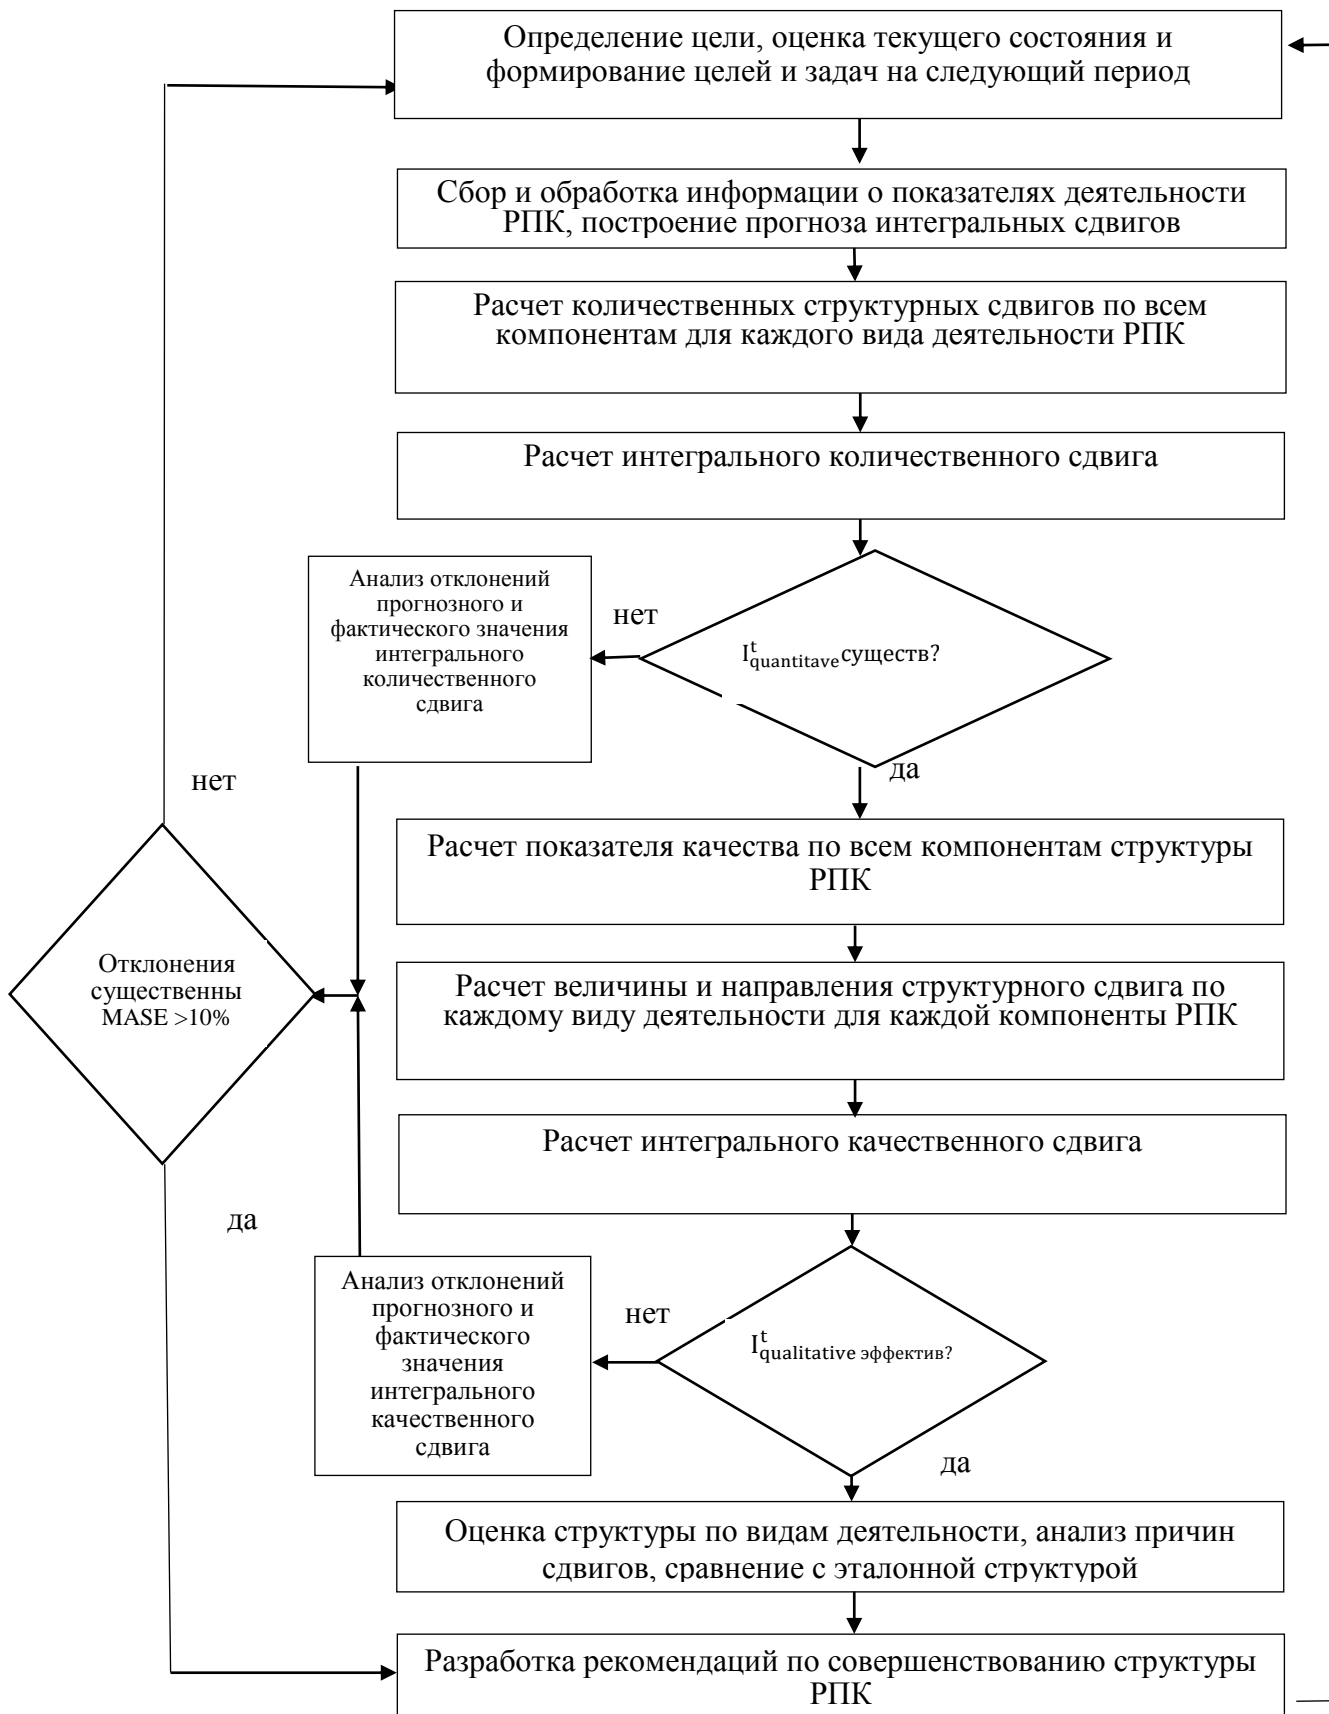 Определение цели, оценка текущего состояния и
формирование целей и задач на следующий период
Сбор и обработка информации о показателях деятельности
РПК, построение прогноза интегральных сдвигов
Расчет количественных структурных сдвигов по всем
компонентам для каждого вида деятельности РПК
Расчет интегрального количественного сдвига
Анализ отклонений
прогнозного и
фактического значения
интегрального
количественного
сдвига
нет
I^t_quantitave существ?
да
нет
Расчет показателя качества по всем компонентам структуры
РПК
Отклонения
существенны
MASE >10%
Расчет величины и направления структурного сдвига по
каждому виду деятельности для каждой компоненты РПК
Расчет интегрального качественного сдвига
да
Анализ отклонений
прогнозного и
фактического
значения
интегрального
качественного
сдвига
нет
I^t_qualitative эффектив?
да
Оценка структуры по видам деятельности, анализ причин
сдвигов, сравнение с эталонной структурой
Разработка рекомендаций по совершенствованию структуры
РПК